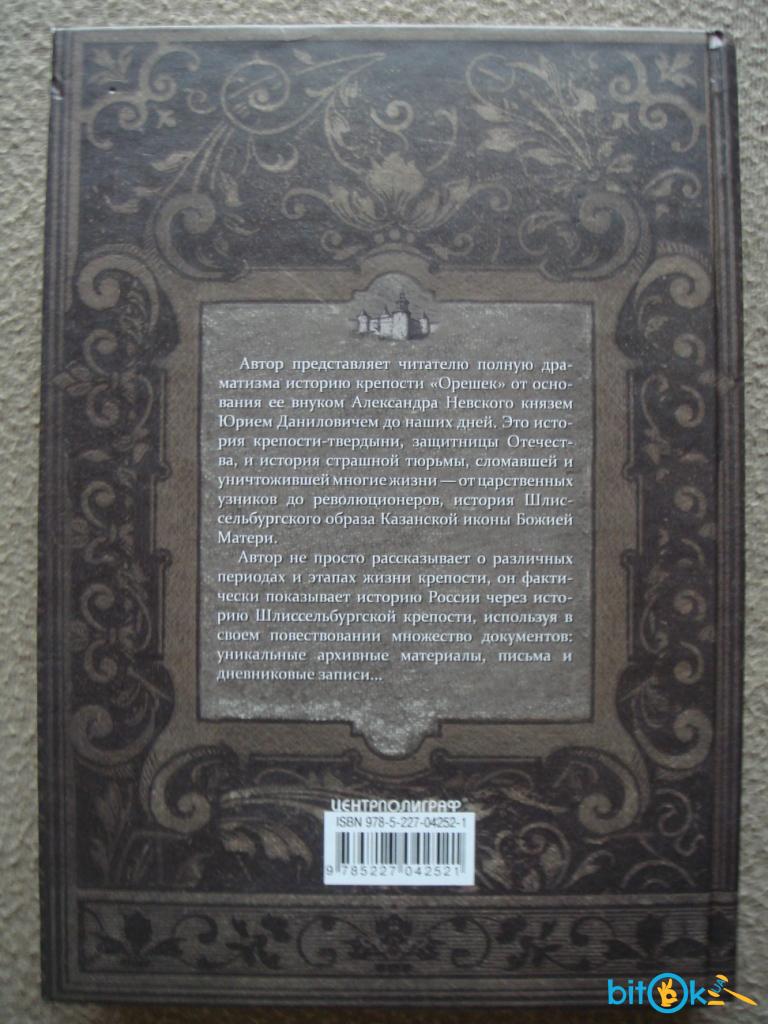 Автор представляет читателю полную дра-
матизма историю крепости «Орешек» от осно-
вания ее внуком Александра Невского князем
Юрием Даниловичем до наших дней. Это исто-
рия крепости-твердыни, защитницы Отечест-
ва, и история страшной тюрьмы, сломавшей и
уничтожившей многие жизни — от царственных
узников до революционеров, история Шлис-
сельбургского образа Казанской иконы Божией
Матери.
Автор не просто рассказывает о различных
периодах и этапах жизни крепости, он факти-
чески показывает историю России через исто-
рию Шлиссельбургской крепости, используя в
своем повествовании множество документов:
уникальные архивные материалы, письма и
дневниковые записи...
ЦЕНТРПОЛИГРАФ®
ISBN 978-5-227-04252-1
9 785227 042521
bitOk UA